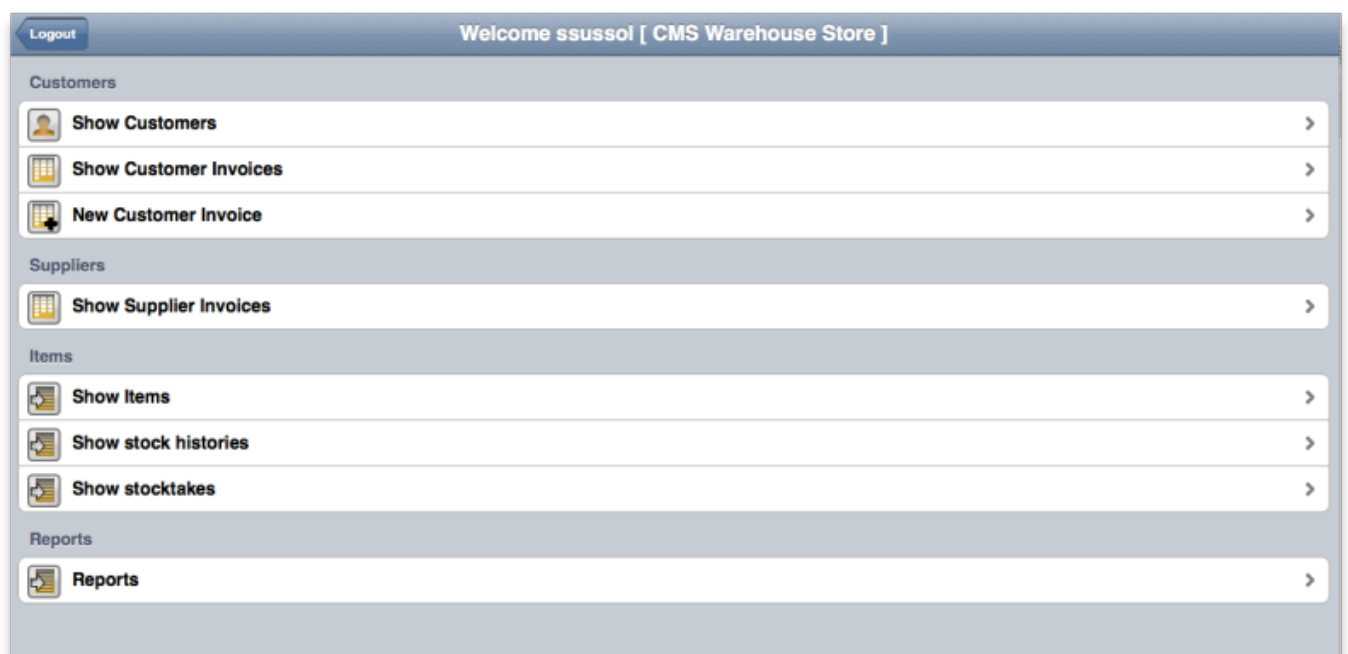 Logout
Welcome ssussol [ CMS Warehouse Store ]
Customers
Show Customers
Show Customer Invoices
New Customer Invoice
Suppliers
Show Supplier Invoices
Items
Show Items
Show stock histories
Show stocktakes
Reports
Reports